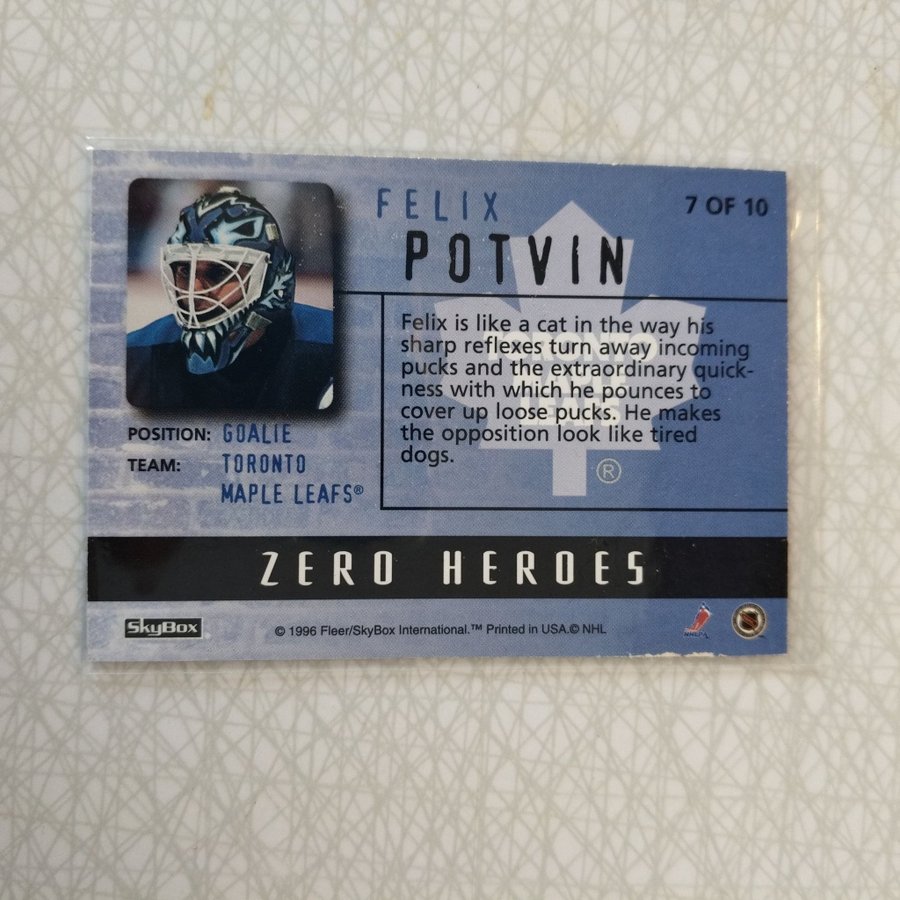 FELIX
POTVIN
7 OF 10
Felix is like a cat in the way his
sharp reflexes turn away incoming
pucks and the extraordinary quick-
ness with which he pounces to
cover up loose pucks. He makes
the opposition look like tired
dogs.
®
POSITION: GOALIE
TEAM: TORONTO
MAPLE LEAFS®
ZERO HEROES
SkyBox
© 1996 Fleer/SkyBox International.™ Printed in USA.© NHL
NHLPA